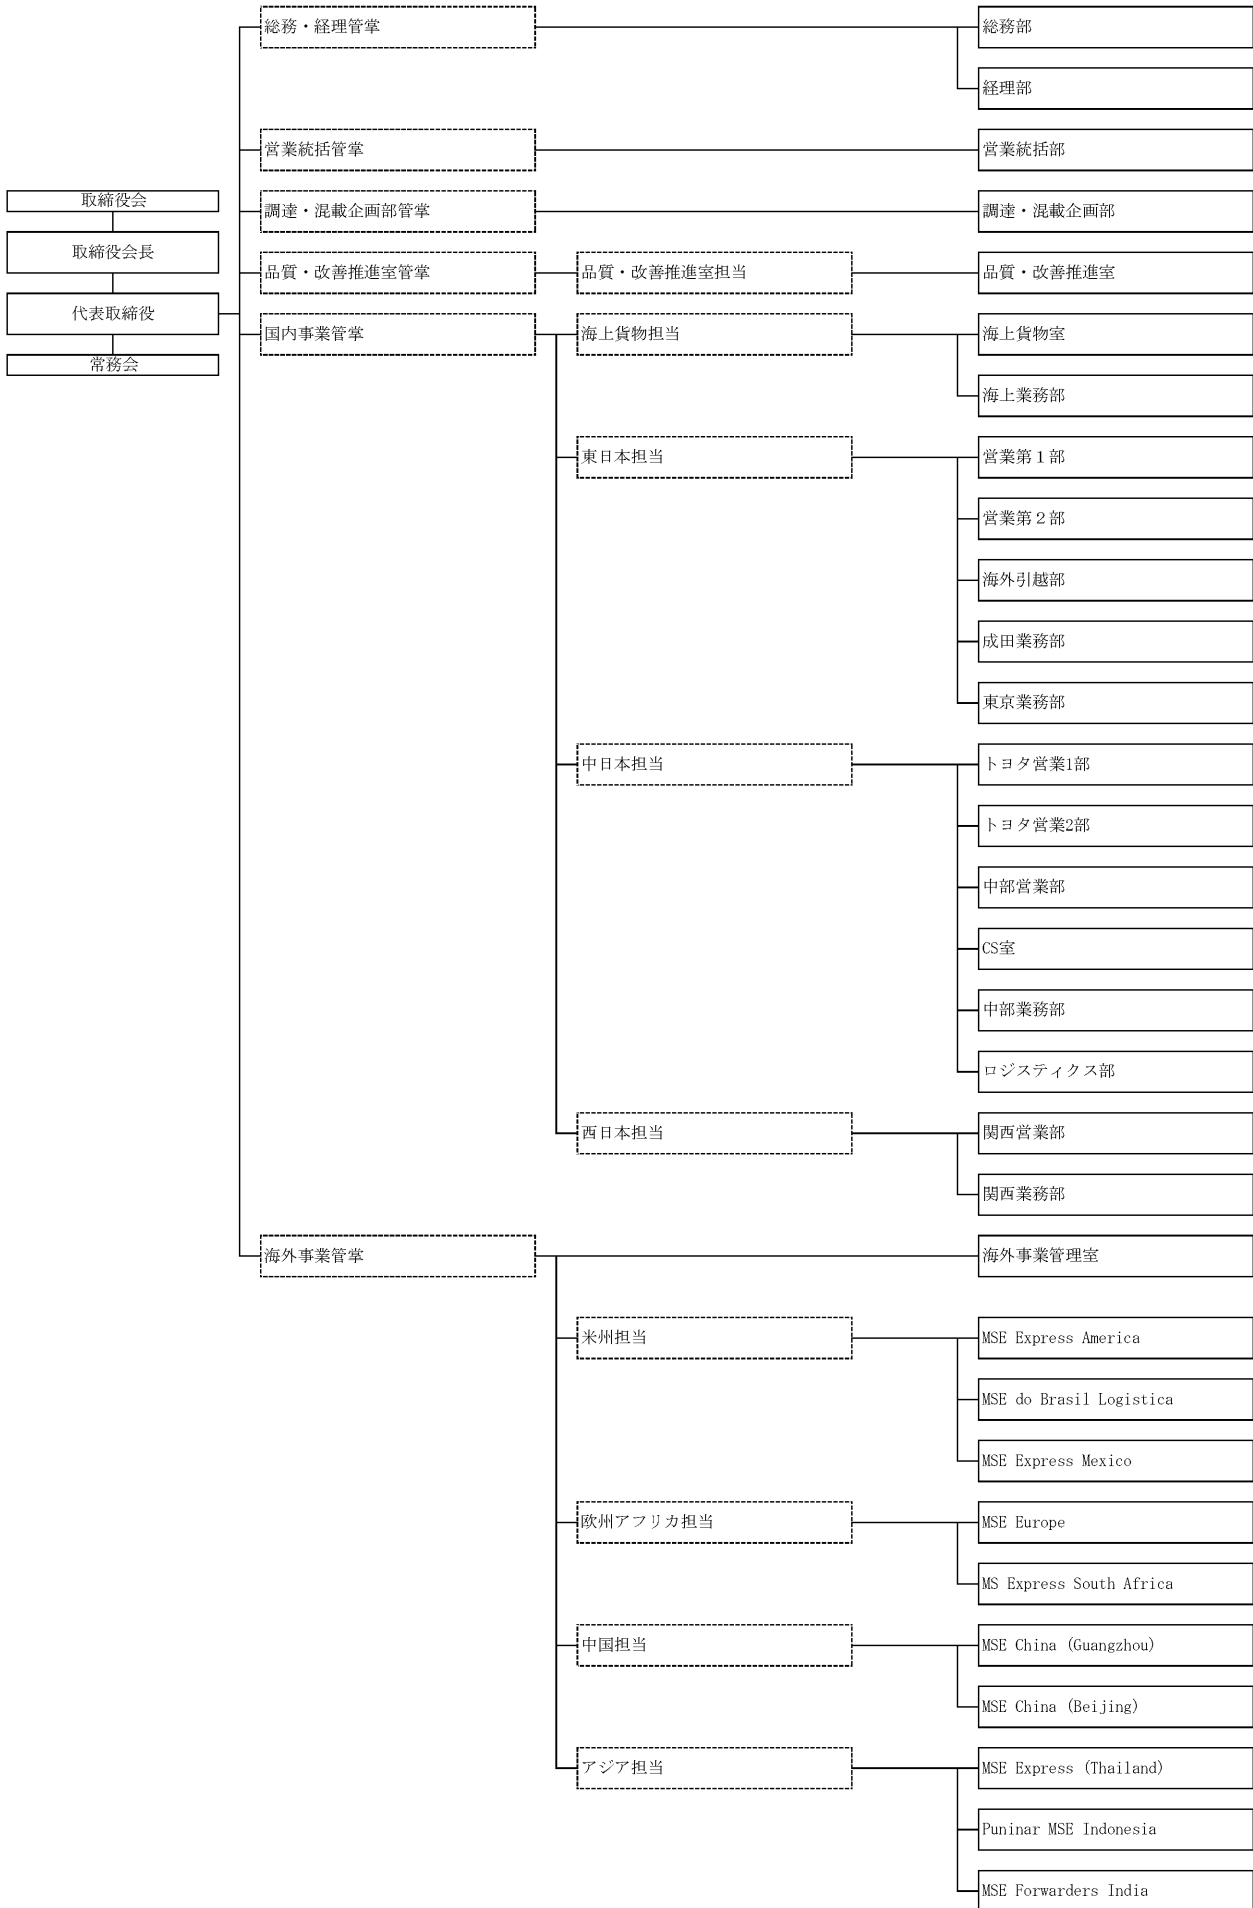 総務・経理管掌
総務部
経理部
営業統括管掌
営業統括部
取締役会
調達・混載企画部管掌
調達・混載企画部
取締役会長
品質・改善推進室管掌
品質・改善推進室担当
品質・改善推進室
代表取締役
国内事業管掌
海上貨物担当
海上貨物室
常務会
海上業務部
東日本担当
営業第１部
営業第２部
海外引越部
成田業務部
東京業務部
中日本担当
トヨタ営業1部
トヨタ営業2部
中部営業部
CS室
中部業務部
ロジスティクス部
西日本担当
関西営業部
関西業務部
海外事業管掌
海外事業管理室
米州担当
MSE Express America
MSE do Brasil Logistica
MSE Express Mexico
欧州アフリカ担当
MSE Europe
MS Express South Africa
中国担当
MSE China (Guangzhou)
MSE China (Beijing)
アジア担当
MSE Express (Thailand)
Puninar MSE Indonesia
MSE Forwarders India